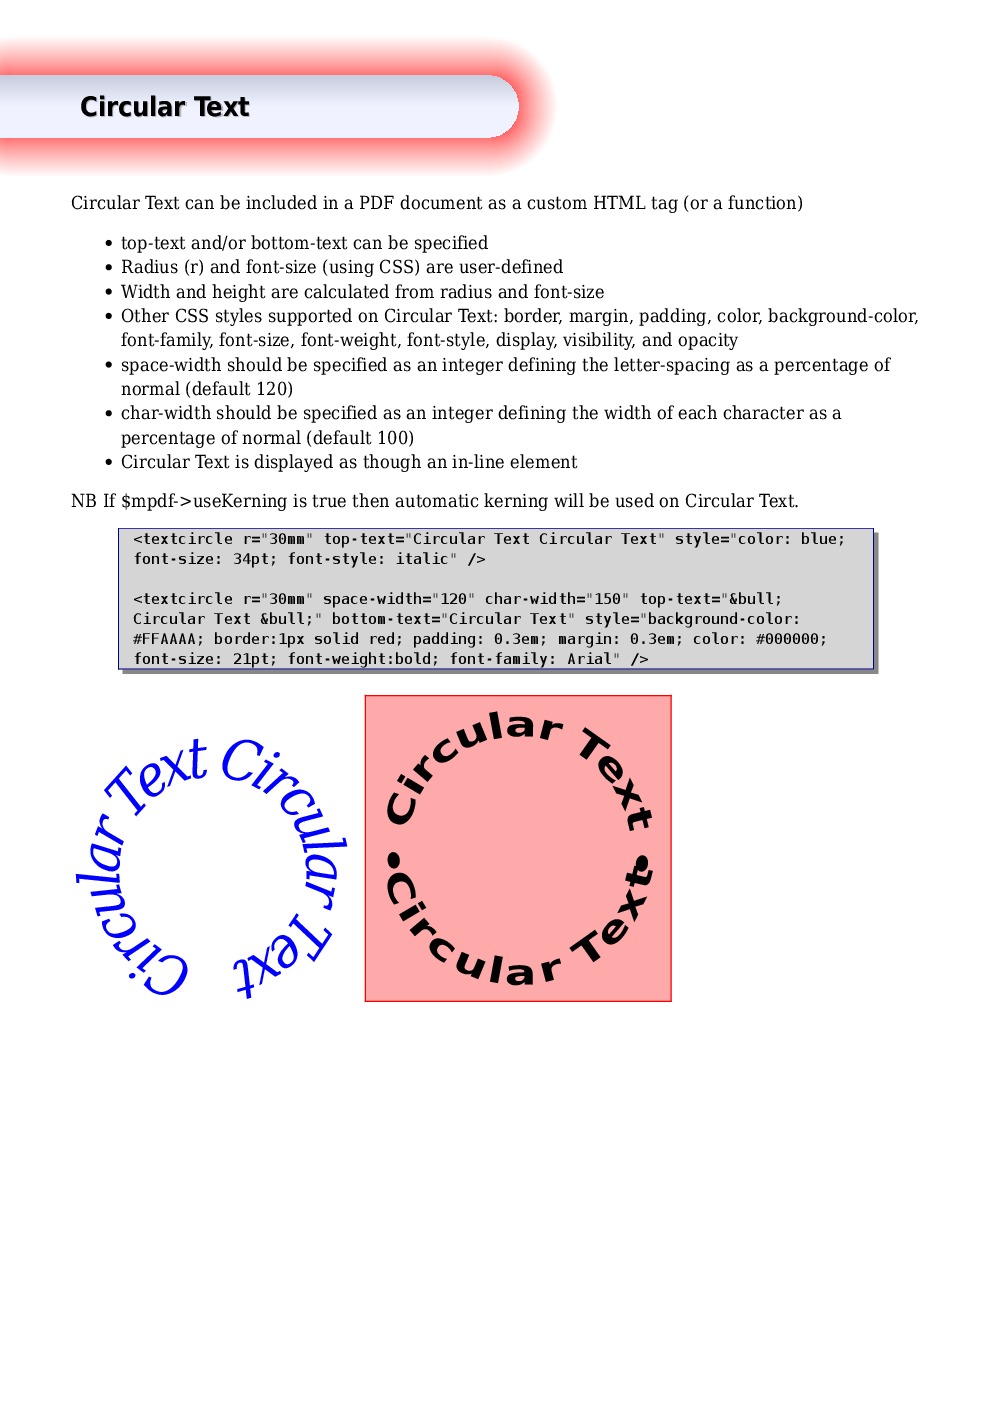 Circular Text
Circular Text can be included in a PDF document as a custom HTML tag (or a function)
• top-text and/or bottom-text can be specified
• Radius (r) and font-size (using CSS) are user-defined
• Width and height are calculated from radius and font-size
• Other CSS styles supported on Circular Text: border, margin, padding, color, background-color,
font-family, font-size, font-weight, font-style, display, visibility, and opacity
• space-width should be specified as an integer defining the letter-spacing as a percentage of
normal (default 120)
• char-width should be specified as an integer defining the width of each character as a
percentage of normal (default 100)
• Circular Text is displayed as though an in-line element
NB If $mpdf->useKerning is true then automatic kerning will be used on Circular Text.
<textcircle r="30mm" top-text="Circular Text Circular Text" style="color: blue;
font-size: 34pt; font-style: italic" />
<textcircle r="30mm" space-width="120" char-width="150" top-text="&bull;
Circular Text &bull;" bottom-text="Circular Text" style="background-color:
#FFAAAA; border:1px solid red; padding: 0.3em; margin: 0.3em; color: #000000;
font-size: 21pt; font-weight:bold; font-family: Arial" />
Circular Text Circular Text
• Circular Text •
Circular Text